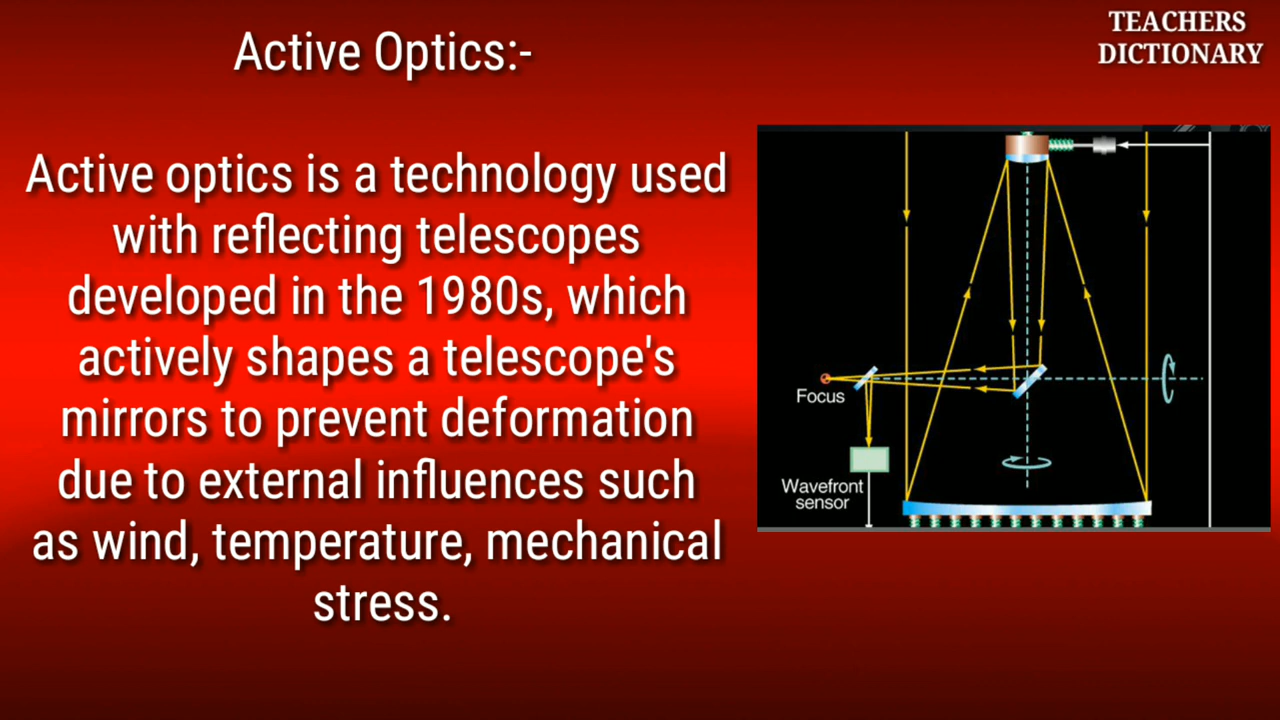 Active Optics:-
TEACHERS
DICTIONARY
Active optics is a technology used
with reflecting telescopes
developed in the 1980s, which
actively shapes a telescope's
mirrors to prevent deformation
due to external influences such
as wind, temperature, mechanical
stress.
Focus
Wavefront
sensor